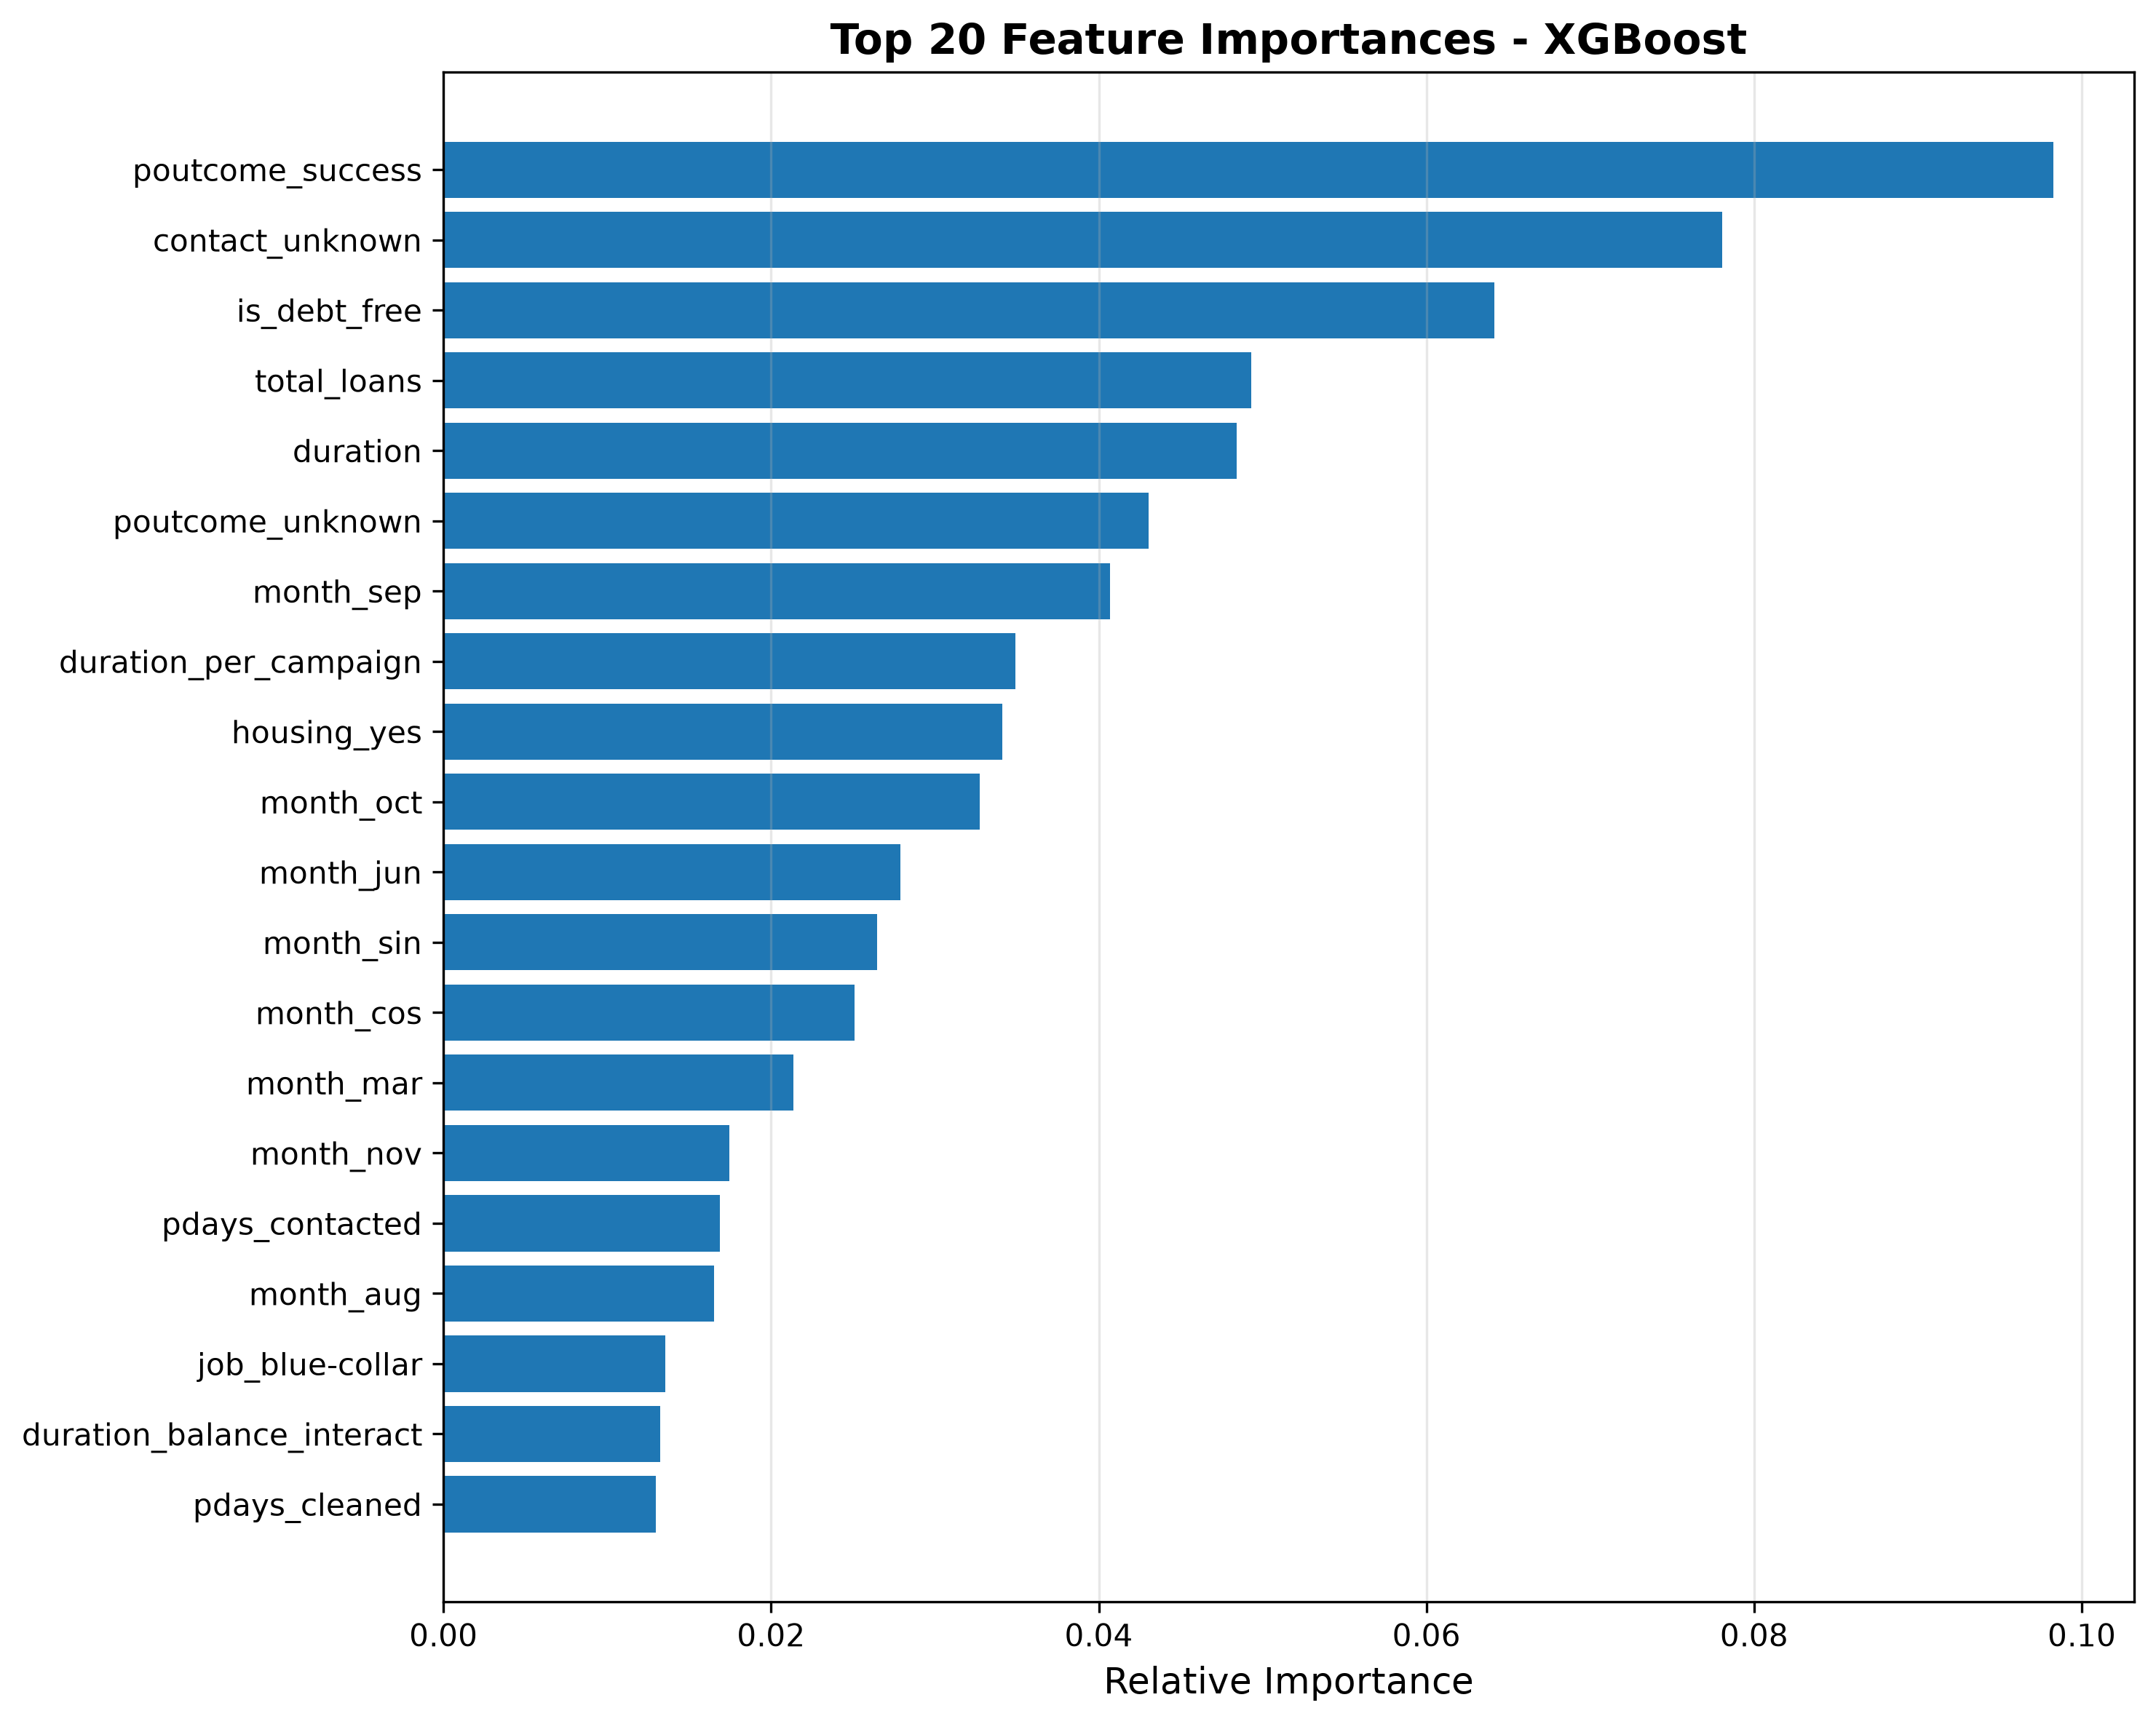 Top 20 Feature Importances - XGBoost
poutcome_success
contact_unknown
is_debt_free
total_loans
duration
poutcome_unknown
month_sep
duration_per_campaign
housing_yes
month_oct
month_jun
month_sin
month_cos
month_mar
month_nov
pdays_contacted
month_aug
job_blue-collar
duration_balance_interact
pdays_cleaned
0.00 0.02 0.04 0.06 0.08 0.10
Relative Importance